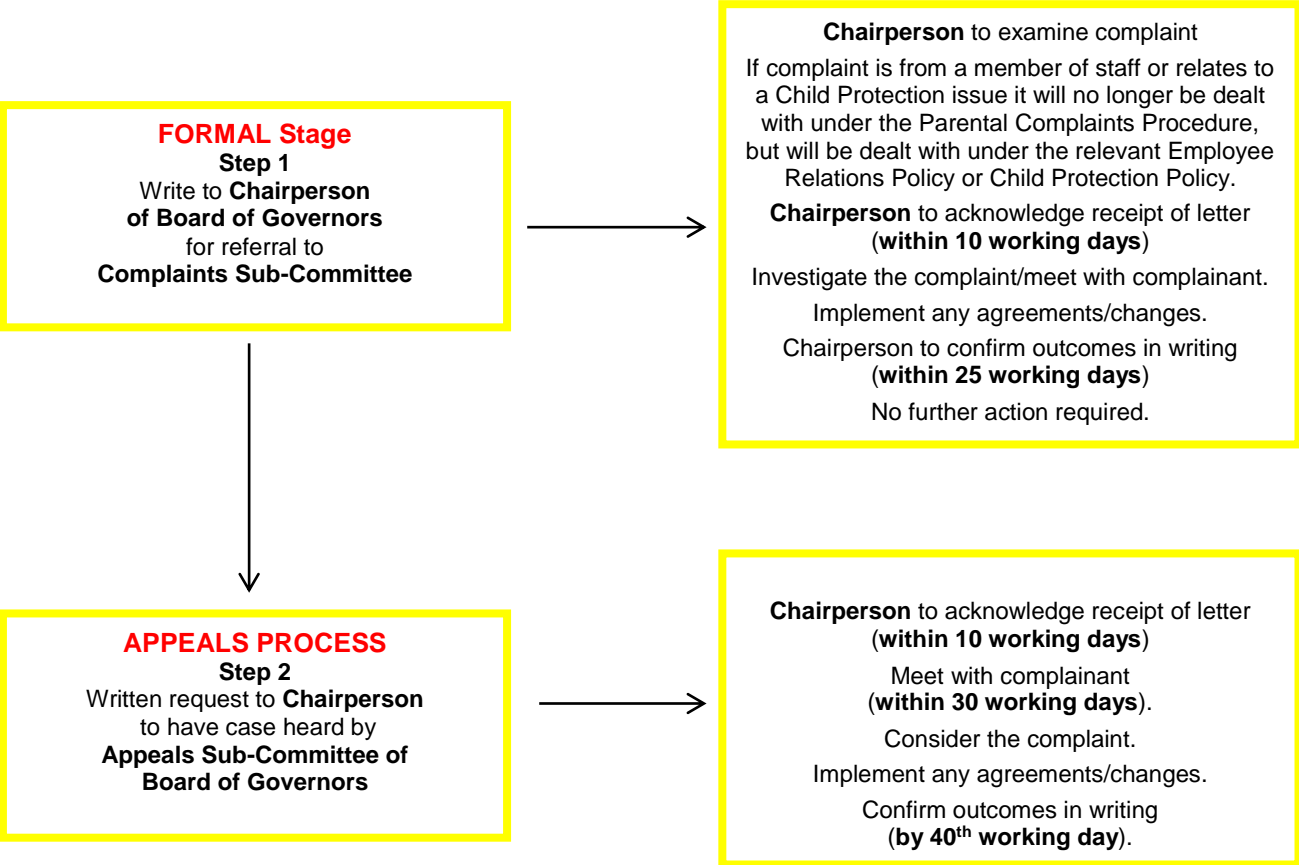 FORMAL Stage
Step 1
Write to Chairperson
of Board of Governors
for referral to
Complaints Sub-Committee
Chairperson to examine complaint
If complaint is from a member of staff or relates to
a Child Protection issue it will no longer be dealt
with under the Parental Complaints Procedure,
but will be dealt with under the relevant Employee
Relations Policy or Child Protection Policy.
Chairperson to acknowledge receipt of letter
(within 10 working days)
Investigate the complaint/meet with complainant.
Implement any agreements/changes.
Chairperson to confirm outcomes in writing
(within 25 working days)
No further action required.
APPEALS PROCESS
Step 2
Written request to Chairperson
to have case heard by
Appeals Sub-Committee of
Board of Governors
Chairperson to acknowledge receipt of letter
(within 10 working days)
Meet with complainant
(within 30 working days).
Consider the complaint.
Implement any agreements/changes.
Confirm outcomes in writing
(by 40th working day).